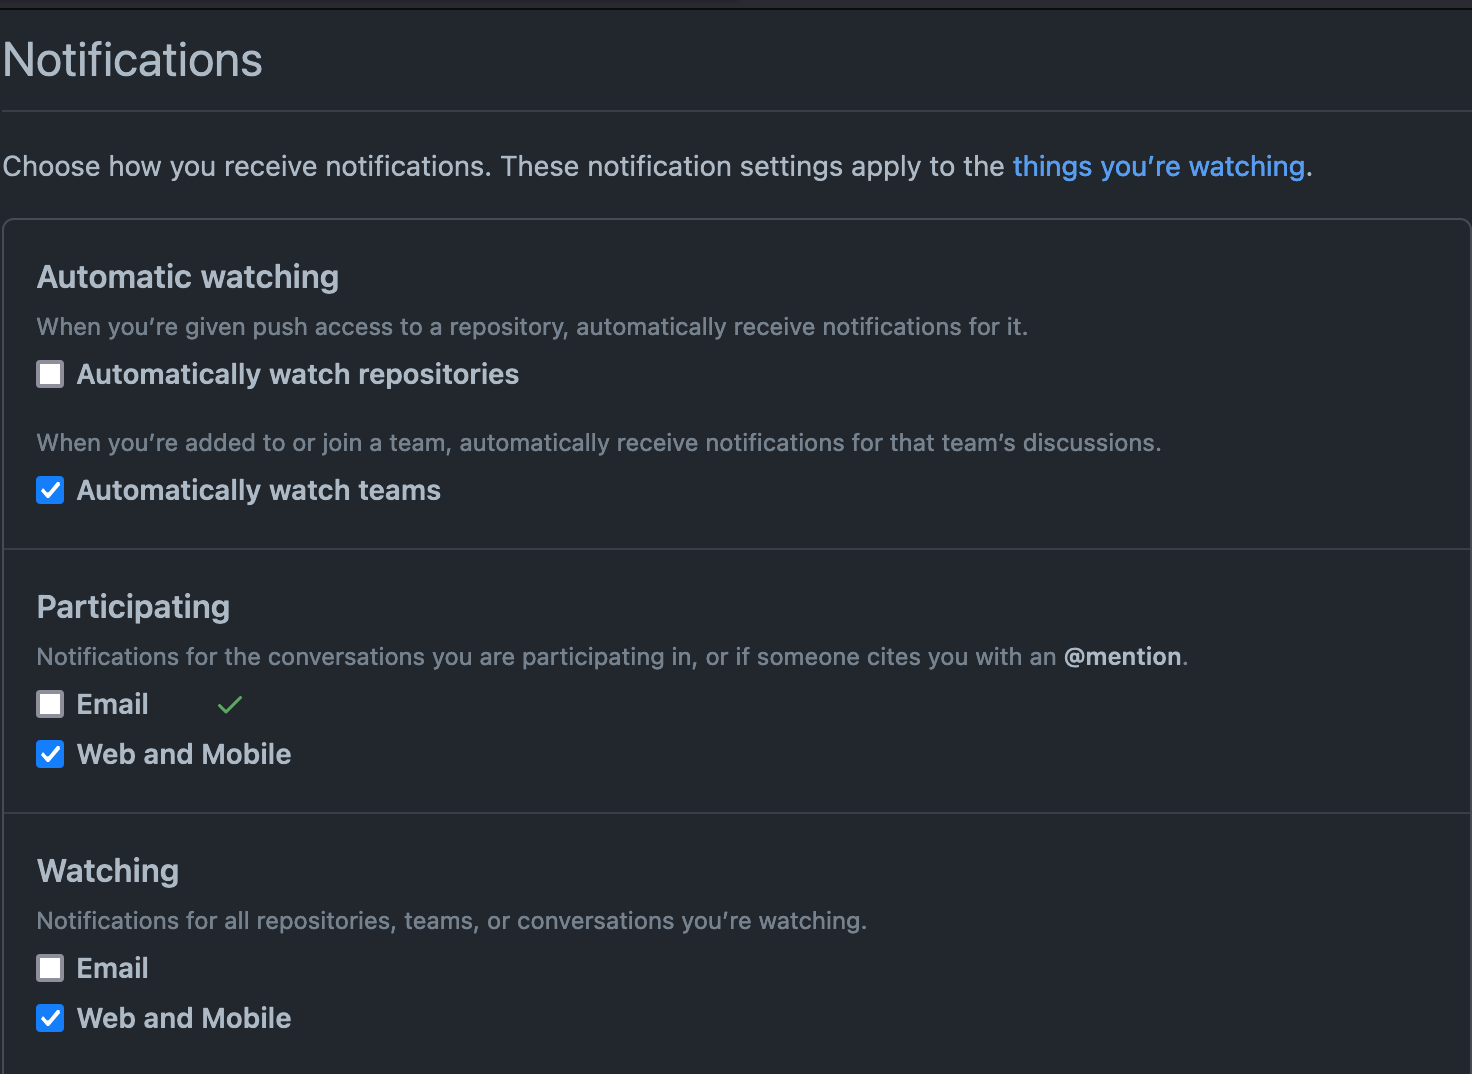 Notifications
Choose how you receive notifications. These notification settings apply to the things you’re watching.
Automatic watching
When you’re given push access to a repository, automatically receive notifications for it.
Automatically watch repositories
When you’re added to or join a team, automatically receive notifications for that team’s discussions.
Automatically watch teams
Participating
Notifications for the conversations you are participating in, or if someone cites you with an @mention.
Email
Web and Mobile
Watching
Notifications for all repositories, teams, or conversations you’re watching.
Email
Web and Mobile